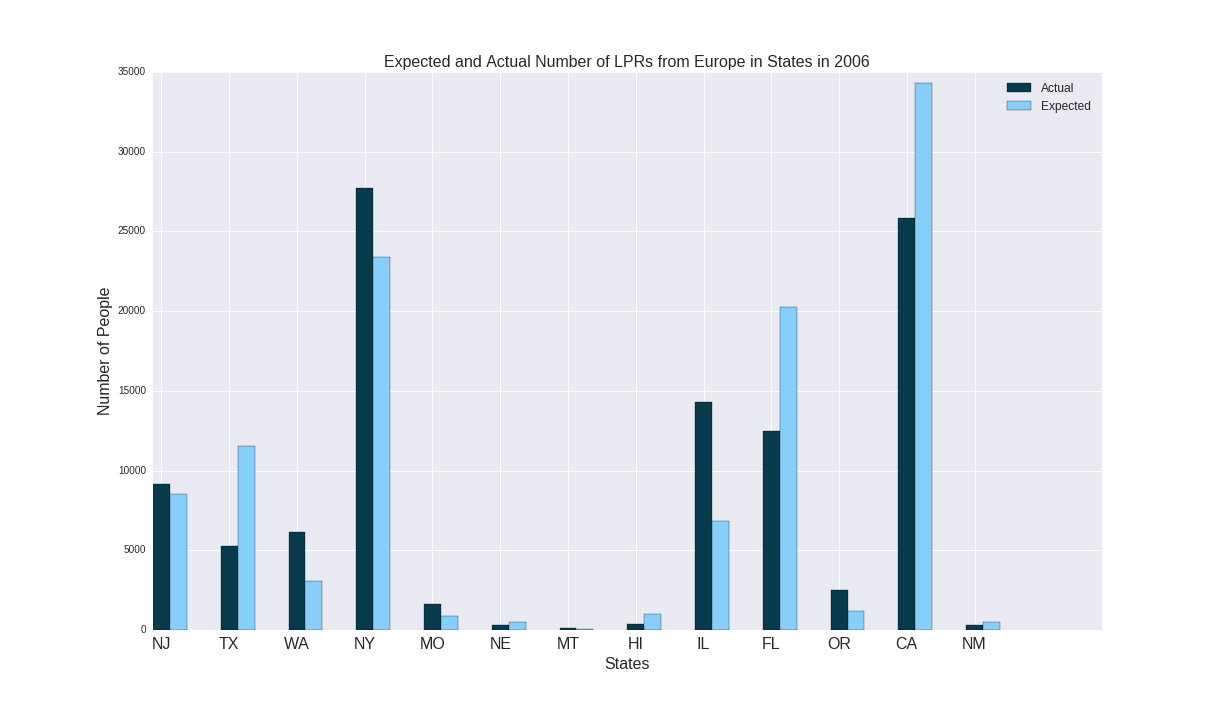 Expected and Actual Number of LPRs from Europe in States in 2006
Actual
Expected
35000
30000
25000
20000
15000
10000
5000
0
Number of People
NJ TX WA NY MO NE MT HI IL FL OR CA NM
States